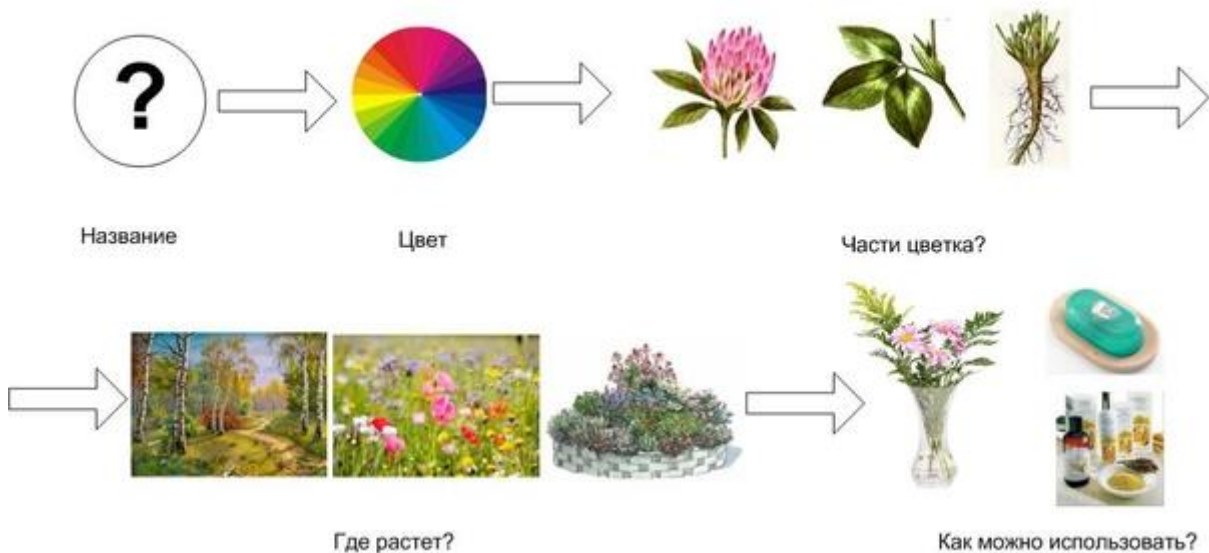 ?
Название
Цвет
Части цветка?
Где растет?
Как можно использовать?